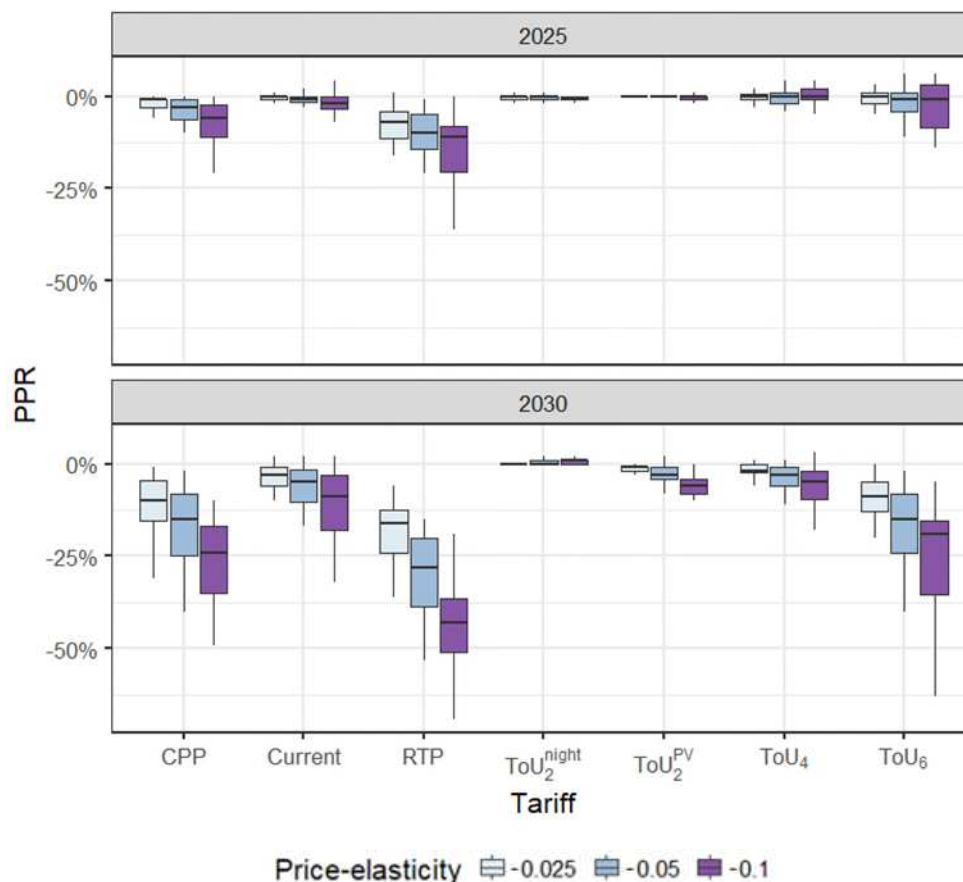 2025
0%
-25%
-50%
PPR
2030
0%
-25%
-50%
CPP Current RTP ToU₂ⁿⁱᵍʰᵗ ToU₂ᴾⱽ ToU₄ ToU₆
Tariff
Price-elasticity -0.025 -0.05 -0.1